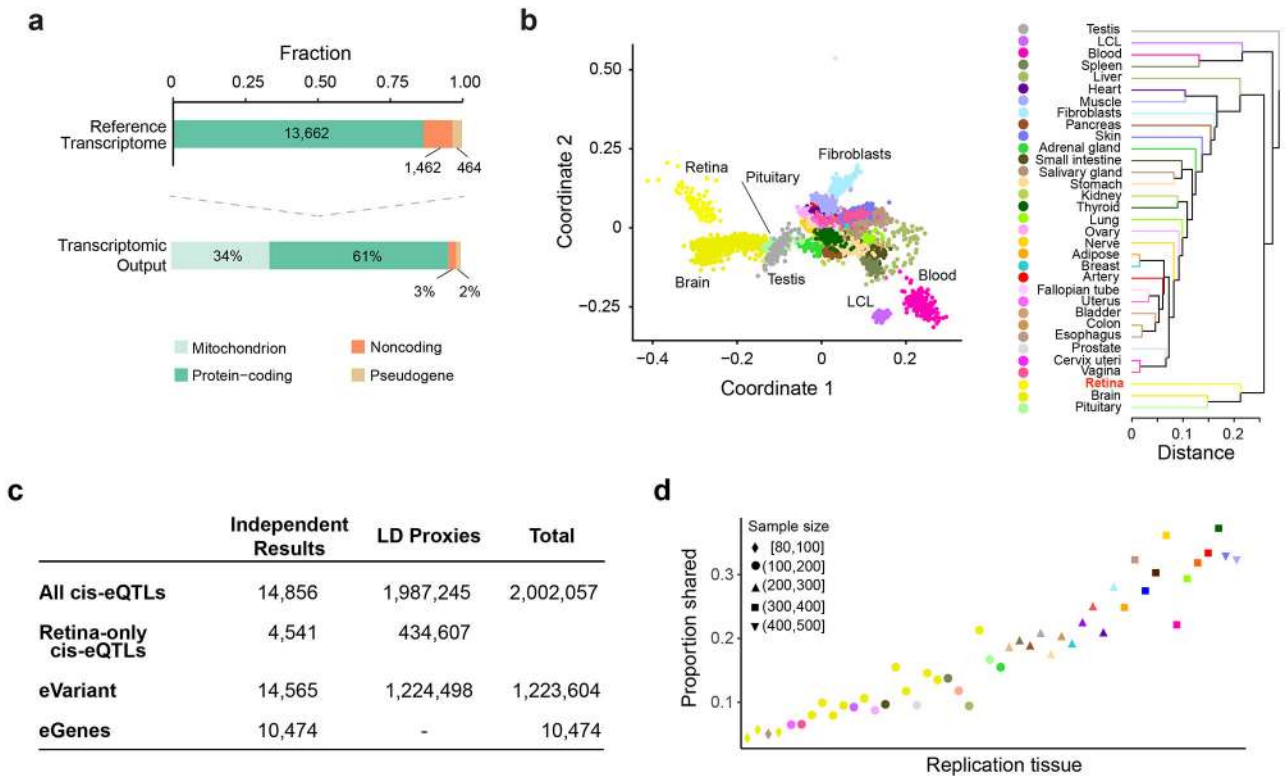 a
Fraction
0 0.25 0.50 0.75 1.00
Reference
Transcriptome
13,662
1,462
464
Transcriptomic
Output
34%
61%
3%
2%
Mitochondrion
Noncoding
Protein-coding
Pseudogene
b
Coordinate 2
0.50
0.25
0
−0.25
−0.4 −0.2 0 0.2
Coordinate 1
Retina
Pituitary
Fibroblasts
Brain
Testis
LCL
Blood
Testis
LCL
Blood
Spleen
Liver
Heart
Muscle
Fibroblasts
Pancreas
Skin
Adrenal gland
Small intestine
Salivary gland
Stomach
Kidney
Thyroid
Lung
Ovary
Nerve
Adipose
Breast
Artery
Fallopian tube
Uterus
Bladder
Colon
Esophagus
Prostate
Cervix uteri
Vagina
Retina
Brain
Pituitary
0 0.1 0.2
Distance
c
Independent
Results
LD Proxies
Total
All cis-eQTLs 14,856 1,987,245 2,002,057
Retina-only
cis-eQTLs
4,541 434,607
eVariant 14,565 1,224,498 1,223,604
eGenes 10,474 - 10,474
d
Proportion shared
0.3
0.2
0.1
Sample size
[80,100]
(100,200]
(200,300]
(300,400]
(400,500]
Replication tissue